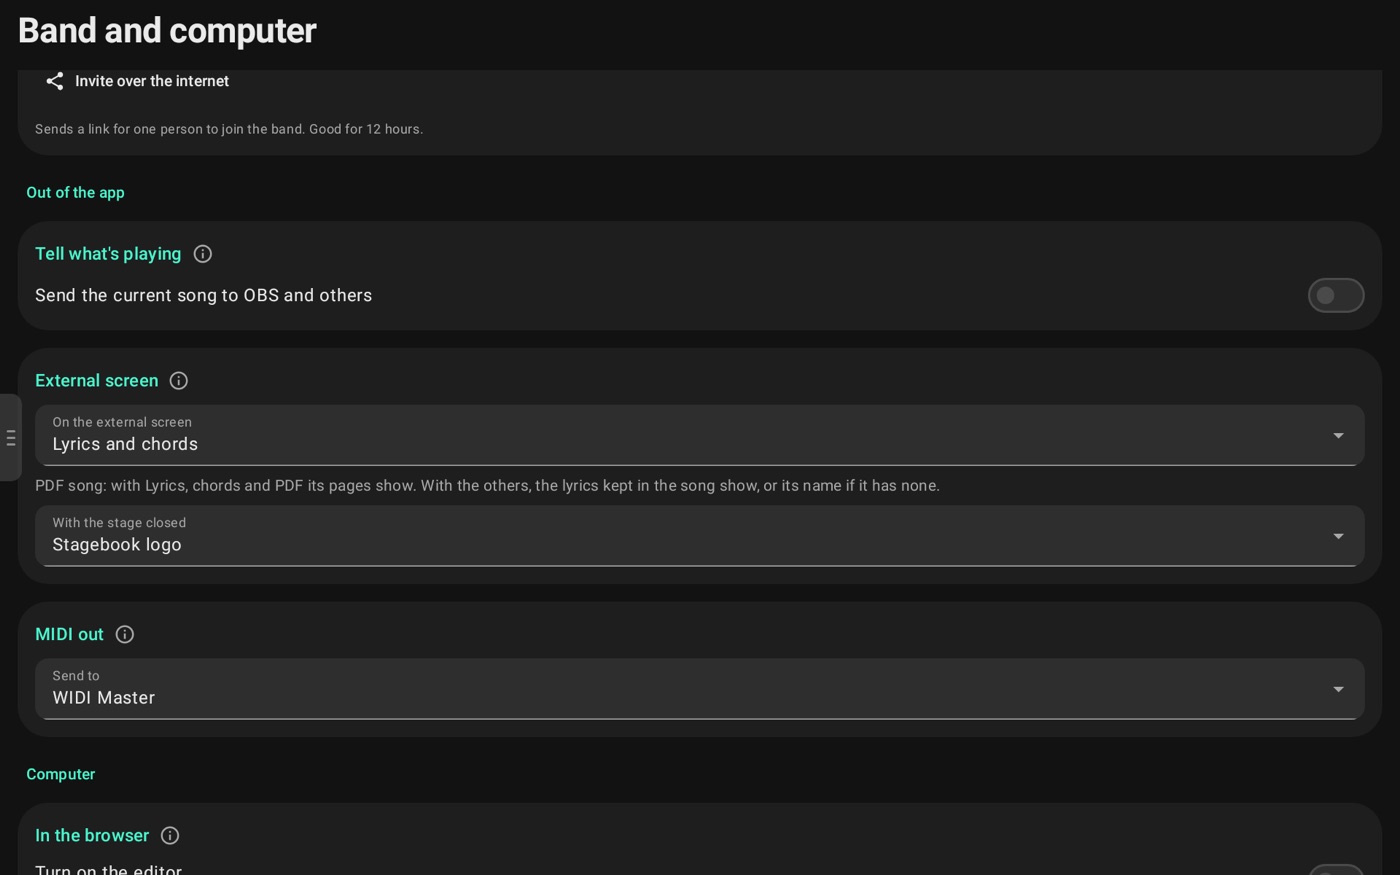 Band and computer
Invite over the internet
Sends a link for one person to join the band. Good for 12 hours.
Out of the app
Tell what's playing
Send the current song to OBS and others
External screen
On the external screen
Lyrics and chords
PDF song: with Lyrics, chords and PDF its pages show. With the others, the lyrics kept in the song show, or its name if it has none.
With the stage closed
Stagebook logo
MIDI out
Send to
WIDI Master
Computer
In the browser
Turn on the editor